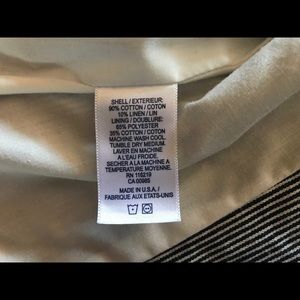 SHELL / EXTERIEUR:
90% COTTON / COTON
10% LINEN / LIN
LINING / DOUBLURE:
65% POLYESTER
35% COTTON / COTON
MACHINE WASH COOL.
TUMBLE DRY MEDIUM.
LAVER EN MACHINE
A L'EAU FROIDE.
SECHER A LA MACHINE A
TEMPERATURE MOYENNE.
RN 116219
CA 00985
MADE IN U.S.A. /
FABRIQUE AUX ETATS-UNIS